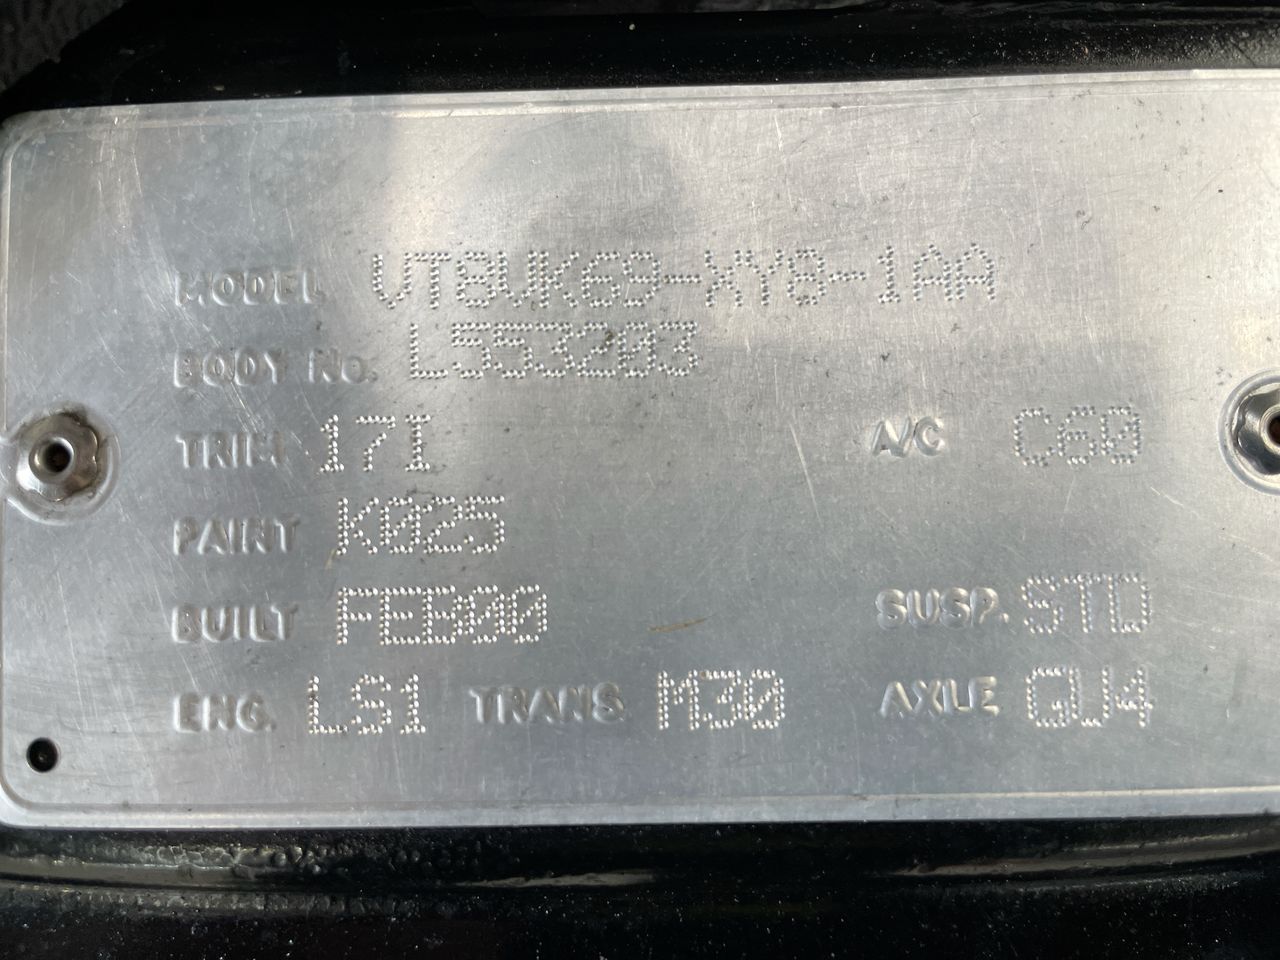 MODEL VT8VK69-XY8-1AA
BODY No. L553203
TRIM 17I A/C C60
PAINT K025
BUILT FEB00 SUSP. STD
ENG. LS1 TRANS M30 AXLE GU4